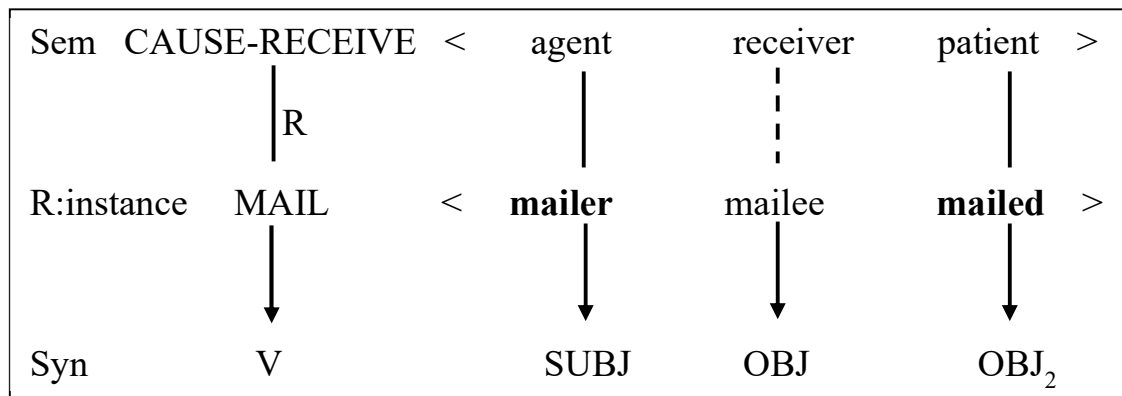 Sem CAUSE-RECEIVE < agent receiver patient >
R
R:instance MAIL < mailer mailee mailed >
Syn V SUBJ OBJ OBJ₂